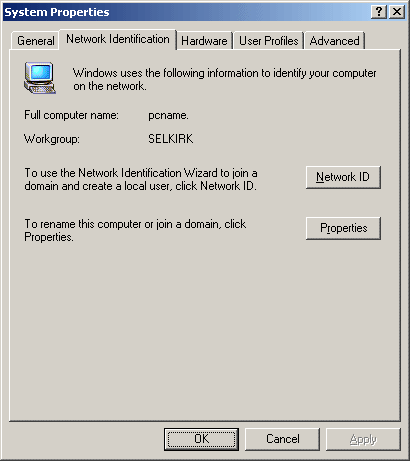 System Properties
General Network Identification Hardware User Profiles Advanced
Windows uses the following information to identify your computer
on the network.
Full computer name: pcname.
Workgroup: SELKIRK
To use the Network Identification Wizard to join a
domain and create a local user, click Network ID.
Network ID
To rename this computer or join a domain, click
Properties.
Properties
OK Cancel Apply